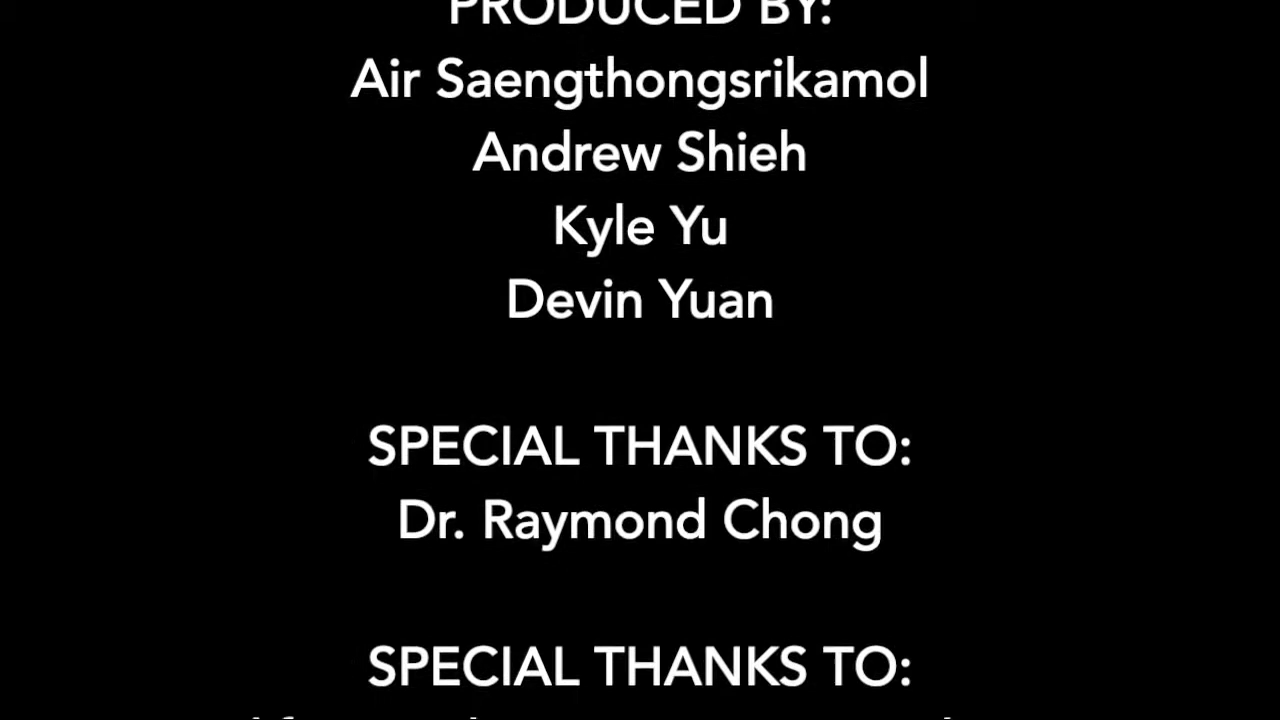 PRODUCED BY:
Air Saengthongsrikamol
Andrew Shieh
Kyle Yu
Devin Yuan
SPECIAL THANKS TO:
Dr. Raymond Chong
SPECIAL THANKS TO: